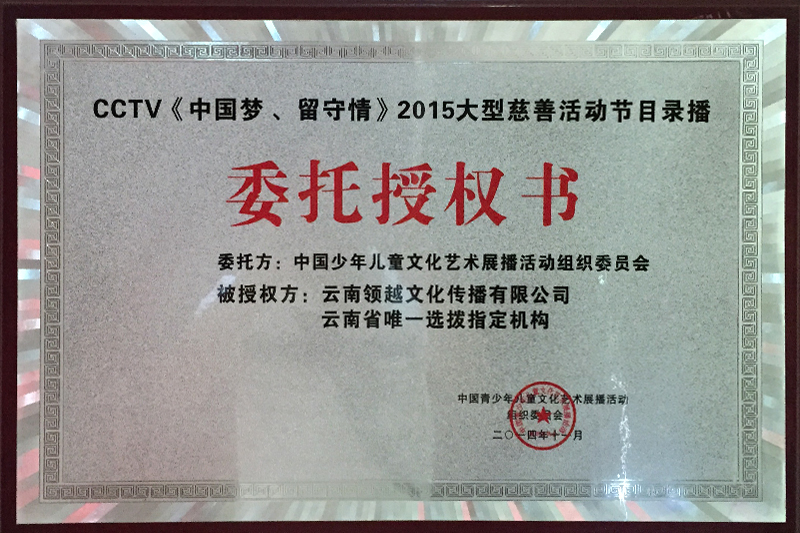 CCTV《中国梦、留守情》2015大型慈善活动节目录播
委托授权书
委托方：中国少年儿童文化艺术展播活动组织委员会
被授权方：云南领越文化传播有限公司
云南省唯一选拨指定机构
中国青少年儿童文化艺术展播活动
组织委员会
二〇一四年十一月